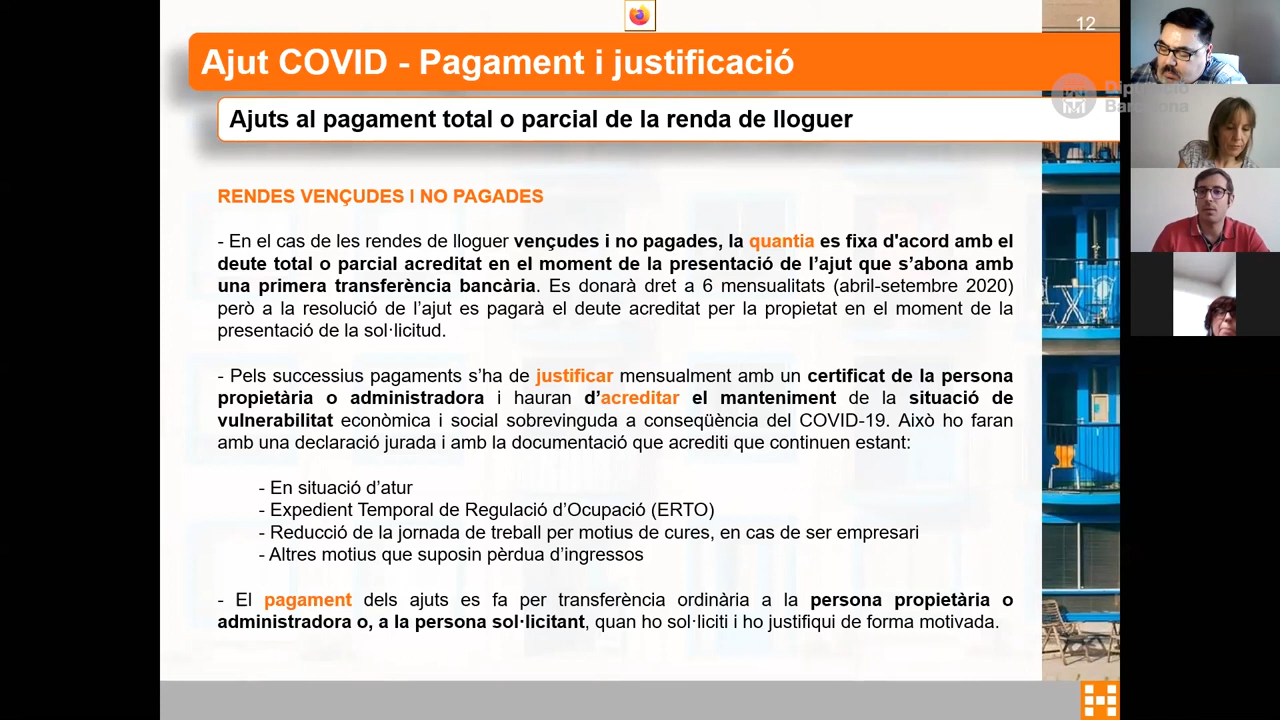 12
Ajut COVID - Pagament i justificació
Diputació
Barcelona
Ajuts al pagament total o parcial de la renda de lloguer
RENDES VENÇUDES I NO PAGADES
- En el cas de les rendes de lloguer vençudes i no pagades, la quantia es fixa d'acord amb el
deute total o parcial acreditat en el moment de la presentació de l’ajut que s’abona amb
una primera transferència bancària. Es donarà dret a 6 mensualitats (abril-setembre 2020)
però a la resolució de l’ajut es pagarà el deute acreditat per la propietat en el moment de la
presentació de la sol·licitud.
- Pels successius pagaments s’ha de justificar mensualment amb un certificat de la persona
propietària o administradora i hauran d’acreditar el manteniment de la situació de
vulnerabilitat econòmica i social sobrevinguda a conseqüència del COVID-19. Això ho faran
amb una declaració jurada i amb la documentació que acrediti que continuen estant:
- En situació d’atur
- Expedient Temporal de Regulació d’Ocupació (ERTO)
- Reducció de la jornada de treball per motius de cures, en cas de ser empresari
- Altres motius que suposin pèrdua d’ingressos
- El pagament dels ajuts es fa per transferència ordinària a la persona propietària o
administradora o, a la persona sol·licitant, quan ho sol·liciti i ho justifiqui de forma motivada.